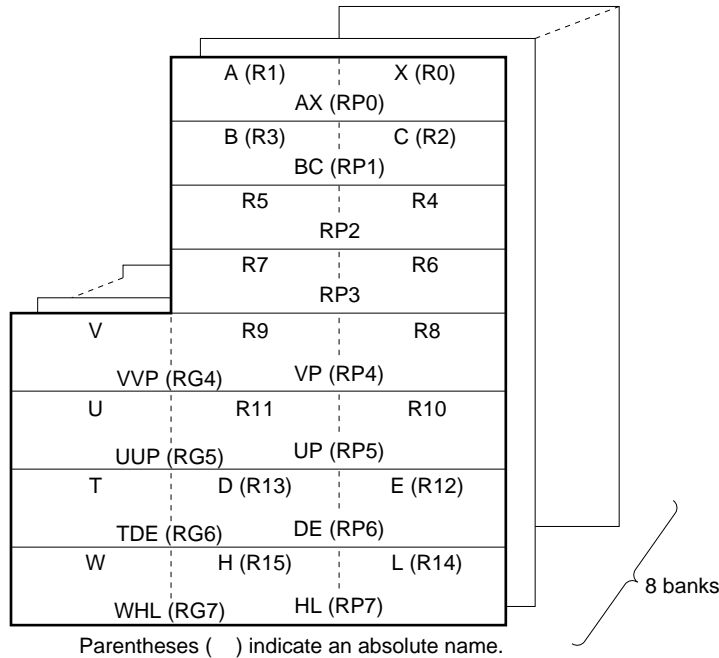 A (R1) X (R0)
AX (RP0)
B (R3) C (R2)
BC (RP1)
R5 R4
RP2
R7 R6
RP3
V R9 R8
VVP (RG4) VP (RP4)
U R11 R10
UUP (RG5) UP (RP5)
T D (R13) E (R12)
TDE (RG6) DE (RP6)
W H (R15) L (R14)
WHL (RG7) HL (RP7)
8 banks
Parentheses ( ) indicate an absolute name.